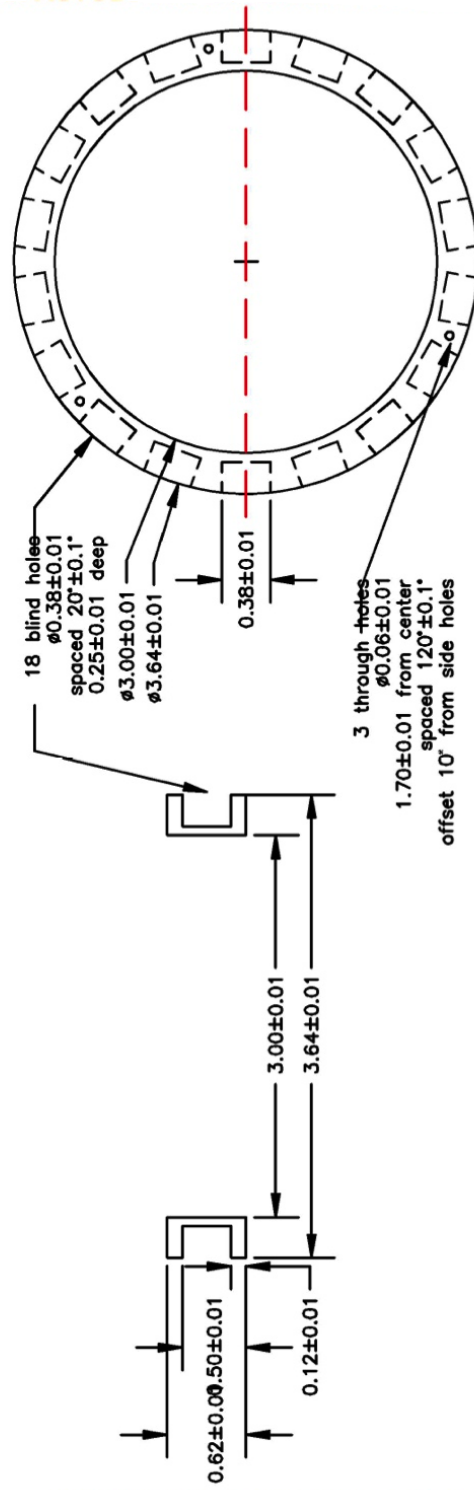 18 blind holes
ø0.38±0.01
spaced 20°±0.1°
0.25±0.01 deep
ø3.00±0.01
ø3.64±0.01
0.38±0.01
3 through holes
ø0.06±0.01
1.70±0.01 from center
spaced 120°±0.1°
offset 10° from side holes
3.00±0.01
3.64±0.01
0.50±0.01
0.12±0.01